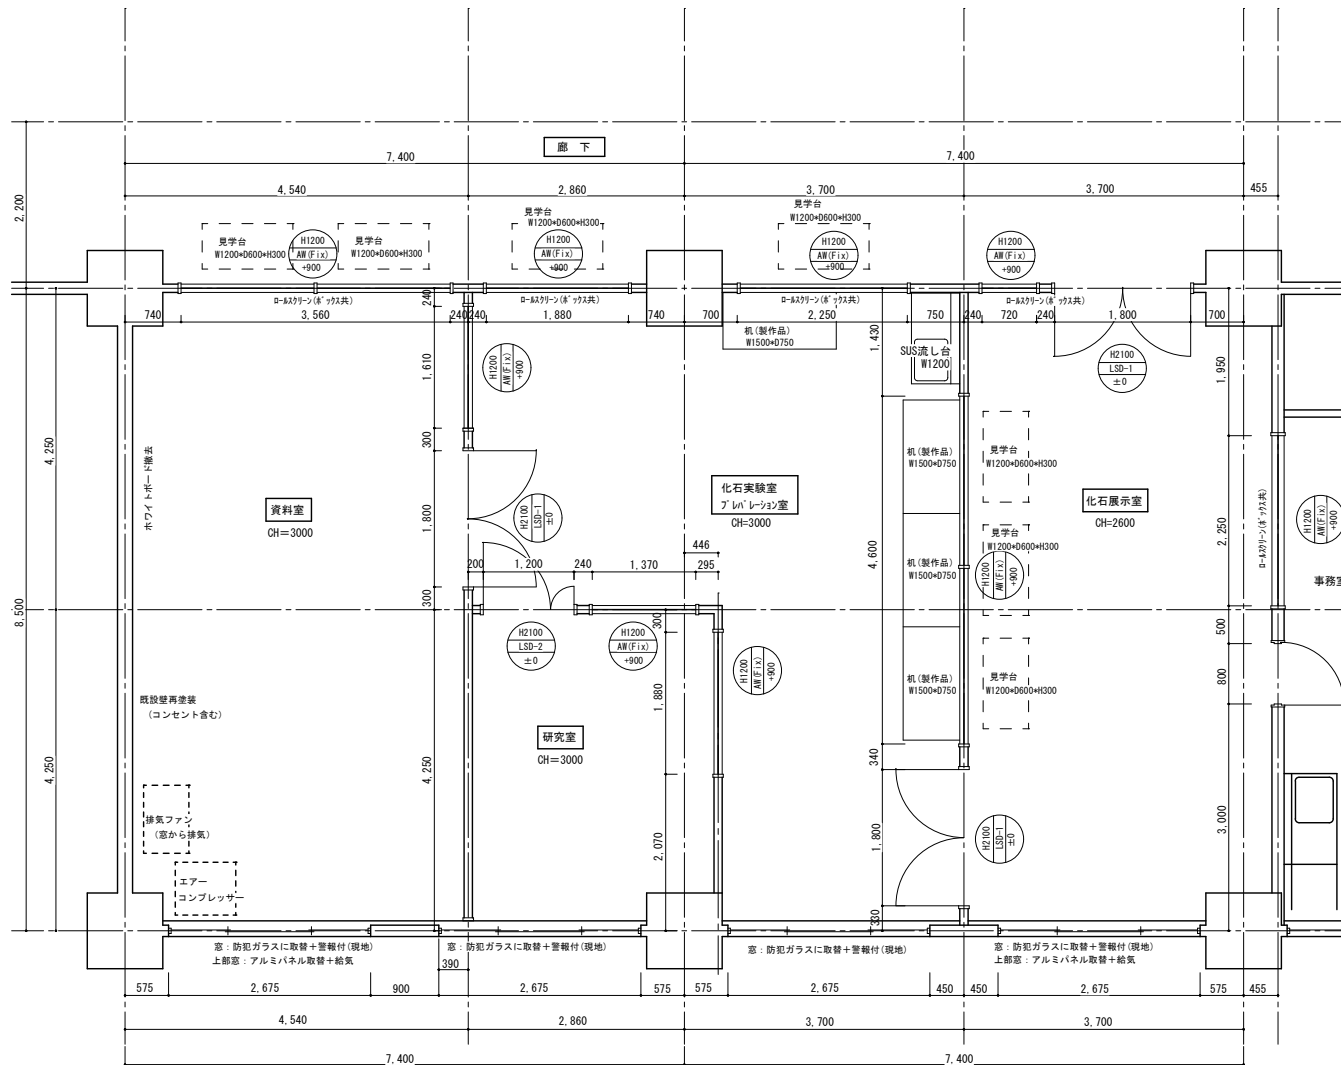 廊 下
7,400
7,400
4,540
2,860
3,700
3,700
455
2,200
見学台
W1200*D600*H300
H1200
AW(Fix)
+900
見学台
W1200*D600*H300
見学台
W1200*D600*H300
H1200
AW(Fix)
+900
見学台
W1200*D600*H300
H1200
AW(Fix)
+900
H1200
AW(Fix)
+900
ロールスクリーン(ボックス共)
ロールスクリーン(ボックス共)
ロールスクリーン(ボックス共)
ロールスクリーン(ボックス共)
740
3,560
240
240
1,880
740
700
2,250
750
240
720
240
1,800
700
240
1,610
300
1,800
300
4,250
机(製作品)
W1500*D750
1,430
SUS流し台
W1200
H1200
AW(Fix)
+900
H2100
LSD-1
±0
1,950
4,250
8,500
4,250
ホワイトボード撤去
資料室
CH=3000
H2100
LSD-1
±0
化石実験室
プレパレーション室
CH=3000
机(製作品)
W1500*D750
見学台
W1200*D600*H300
化石展示室
CH=2600
ロールスクリーン(ボックス共)
2,250
H1200
AW(Fix)
+900
事務室
446
200
1,200
240
1,370
295
4,600
机(製作品)
W1500*D750
見学台
W1200*D600*H300
H1200
AW(Fix)
+900
H2100
LSD-2
±0
H1200
AW(Fix)
+900
300
1,880
2,070
H1200
AW(Fix)
+900
机(製作品)
W1500*D750
見学台
W1200*D600*H300
500
800
3,000
既設壁再塗装
(コンセント含む)
研究室
CH=3000
340
1,800
330
H2100
LSD-1
±0
排気ファン
(窓から排気)
エアー
コンプレッサー
窓：防犯ガラスに取替＋警報付(現地)
上部窓：アルミパネル取替＋給気
窓：防犯ガラスに取替＋警報付(現地)
窓：防犯ガラスに取替＋警報付(現地)
窓：防犯ガラスに取替＋警報付(現地)
上部窓：アルミパネル取替＋給気
390
575
2,675
900
2,675
575
575
2,675
450
450
2,675
575
455
4,540
2,860
3,700
3,700
7,400
7,400